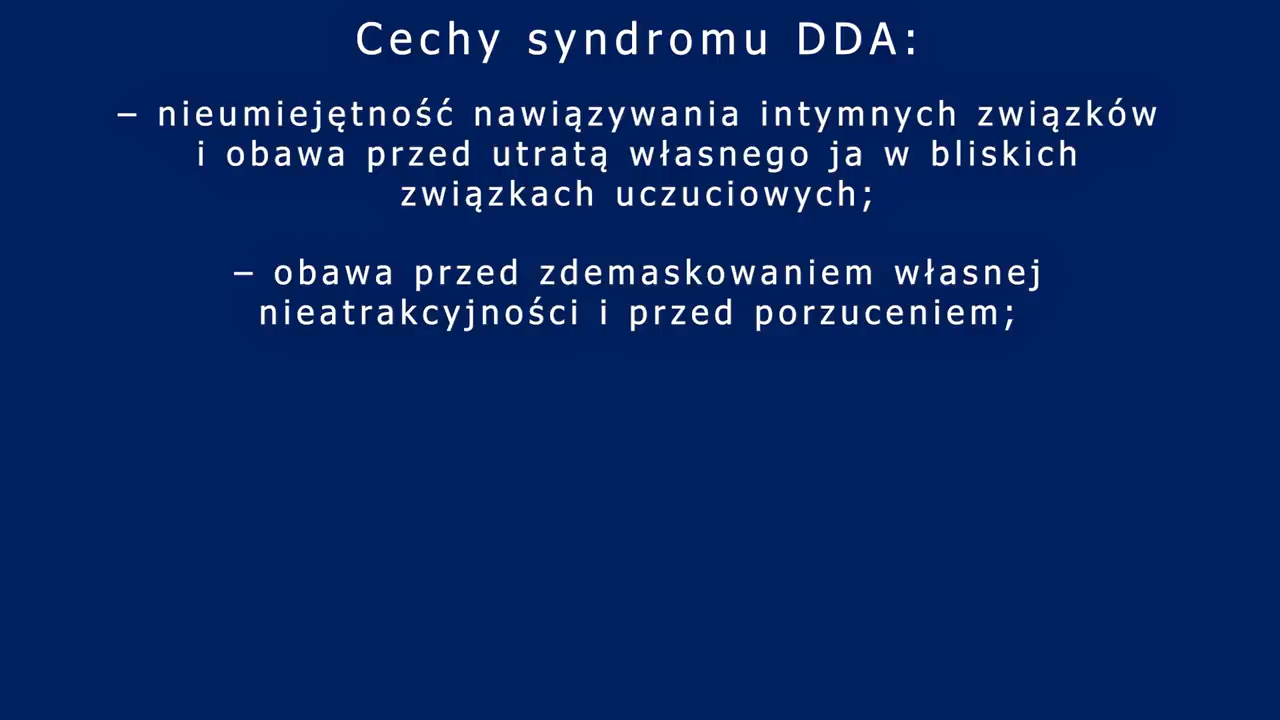 Cechy syndromu DDA:
– nieumiejętność nawiązywania intymnych związków
i obawa przed utratą własnego ja w bliskich
związkach uczuciowych;
– obawa przed zdemaskowaniem własnej
nieatrakcyjności i przed porzuceniem;